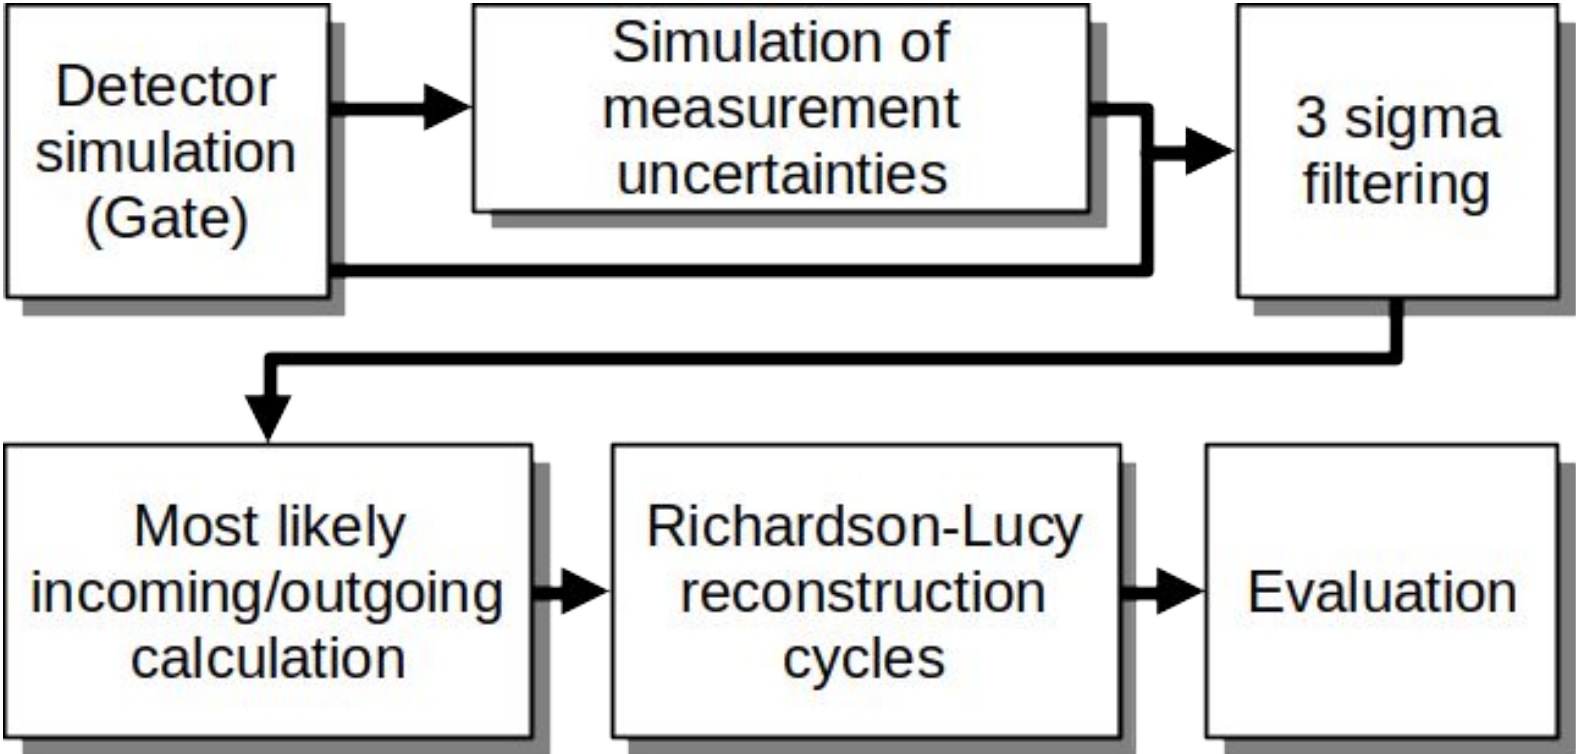 Detector
simulation
(Gate)
Simulation of
measurement
uncertainties
3 sigma
filtering
Most likely
incoming/outgoing
calculation
Richardson-Lucy
reconstruction
cycles
Evaluation